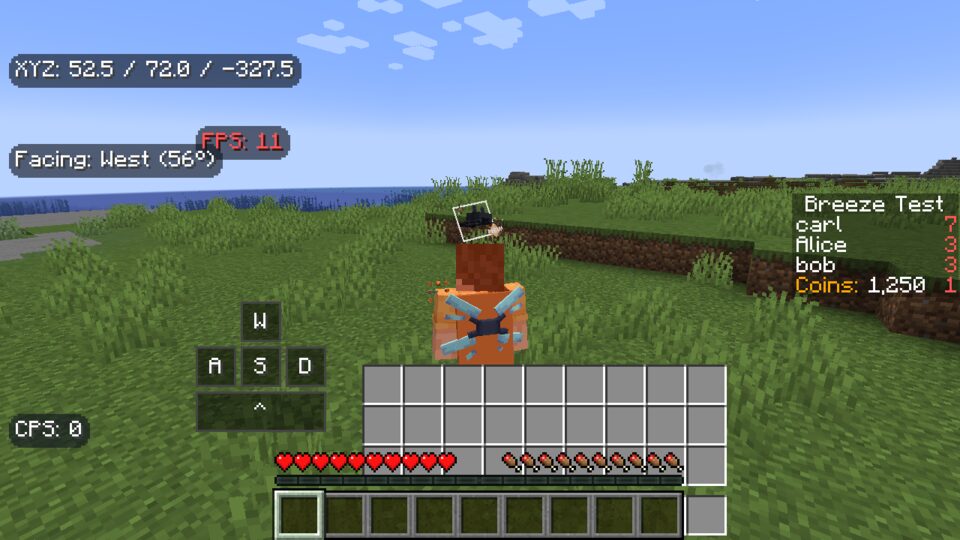 XYZ: 52.5 / 72.0 / -327.5
FPS: 11
Facing: West (56°)
Breeze Test
carl 7
Alice 3
bob 3
Coins: 1,250 1
W
A S D
^
CPS: 0